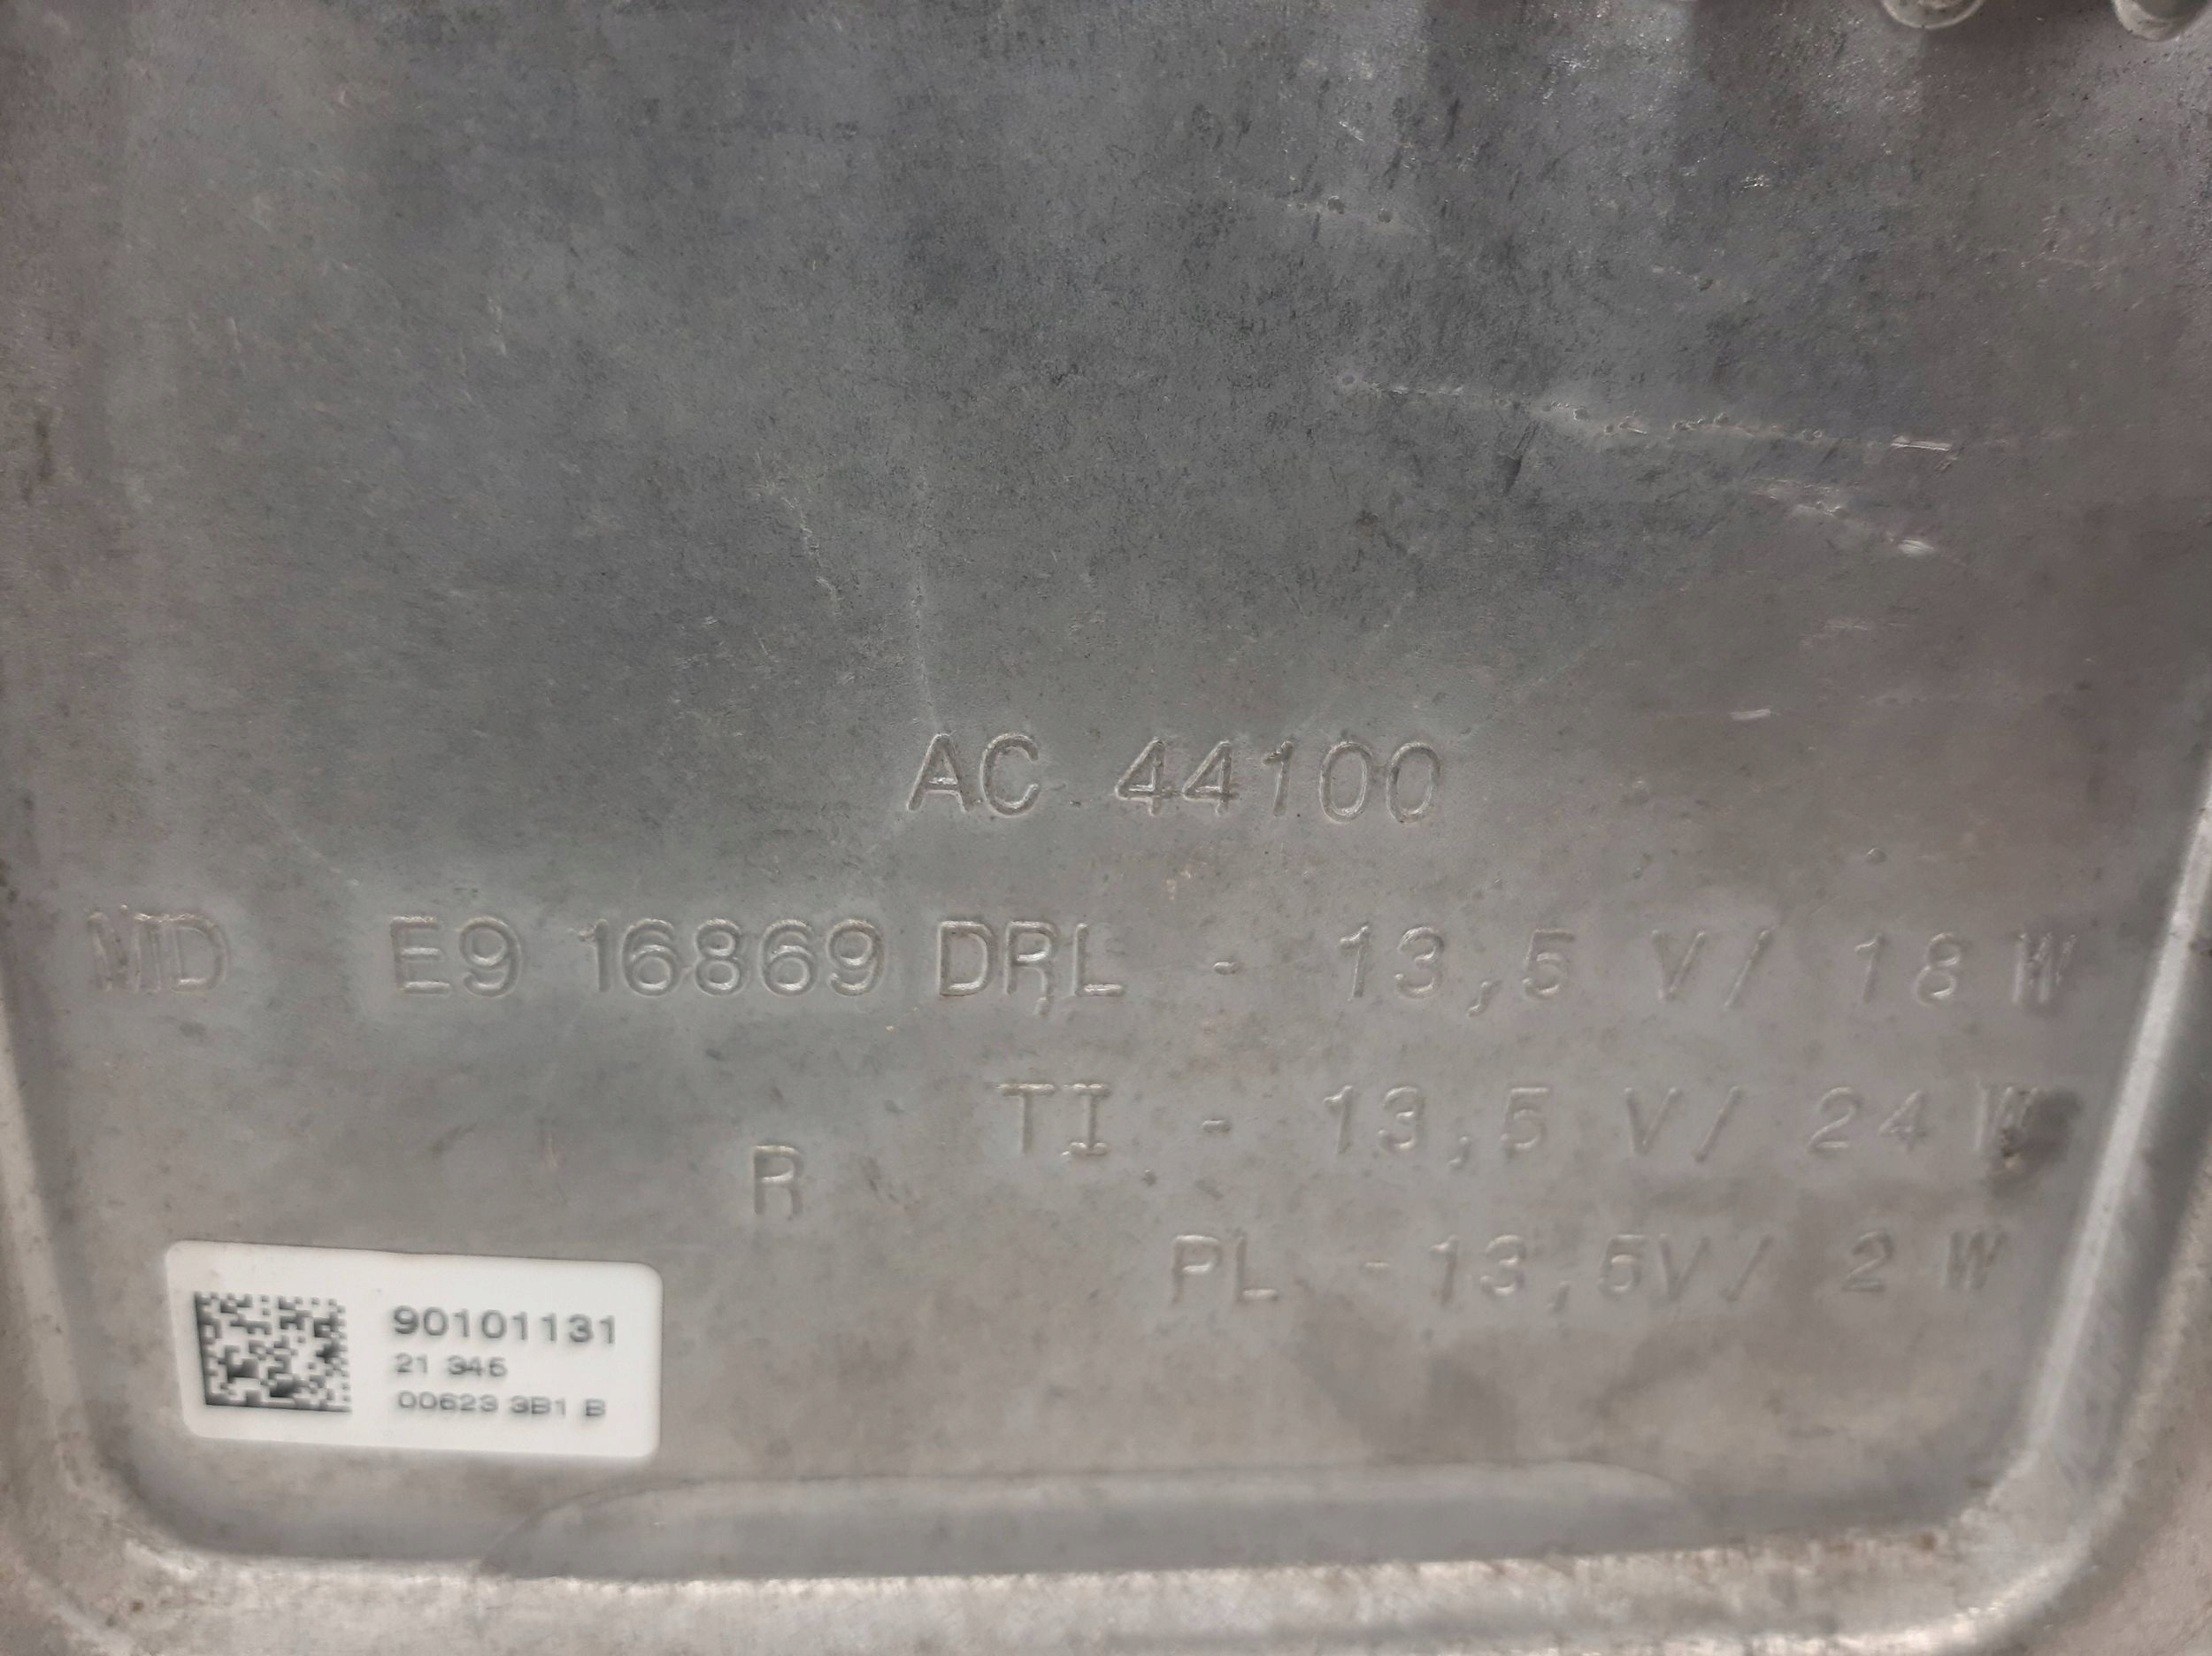 AC 44100
MD E9 16869 DRL - 13,5 V/ 18 W
TI - 13,5 V/ 24 W
R
PL - 13,5V/ 2 W
90101131
21 346
00623 3B1 B